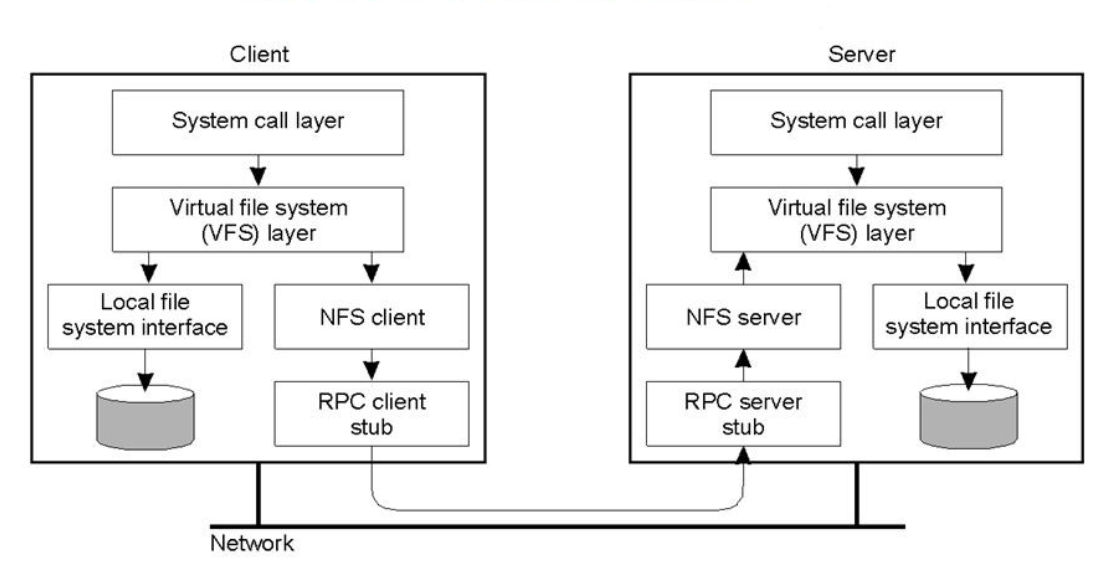 Client
Server
System call layer
System call layer
Virtual file system
(VFS) layer
Virtual file system
(VFS) layer
Local file
system interface
NFS client
NFS server
Local file
system interface
RPC client
stub
RPC server
stub
Network